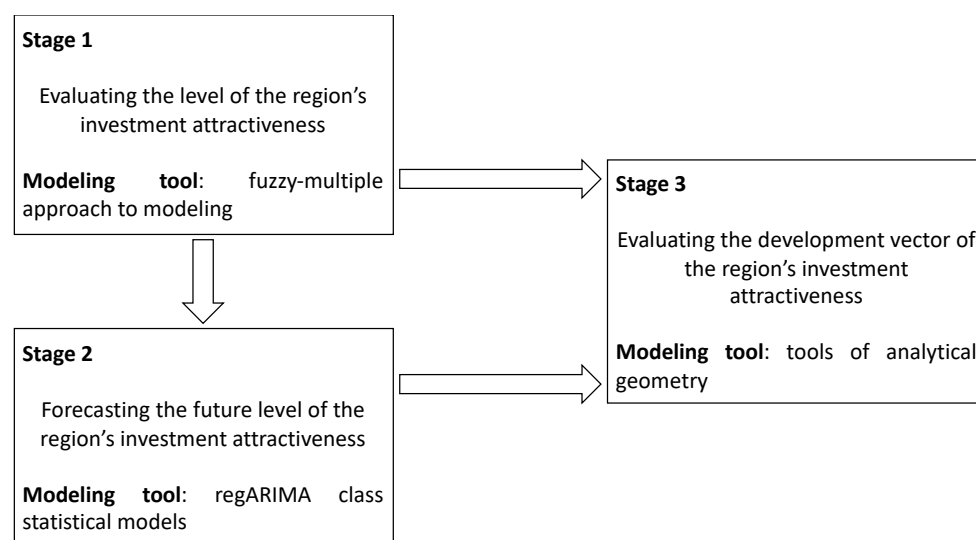 Stage 1
Evaluating the level of the region's
investment attractiveness
Modeling tool: fuzzy-multiple
approach to modeling
Stage 2
Forecasting the future level of the
region's investment attractiveness
Modeling tool: regARIMA class
statistical models
Stage 3
Evaluating the development vector of
the region's investment
attractiveness
Modeling tool: tools of analytical
geometry